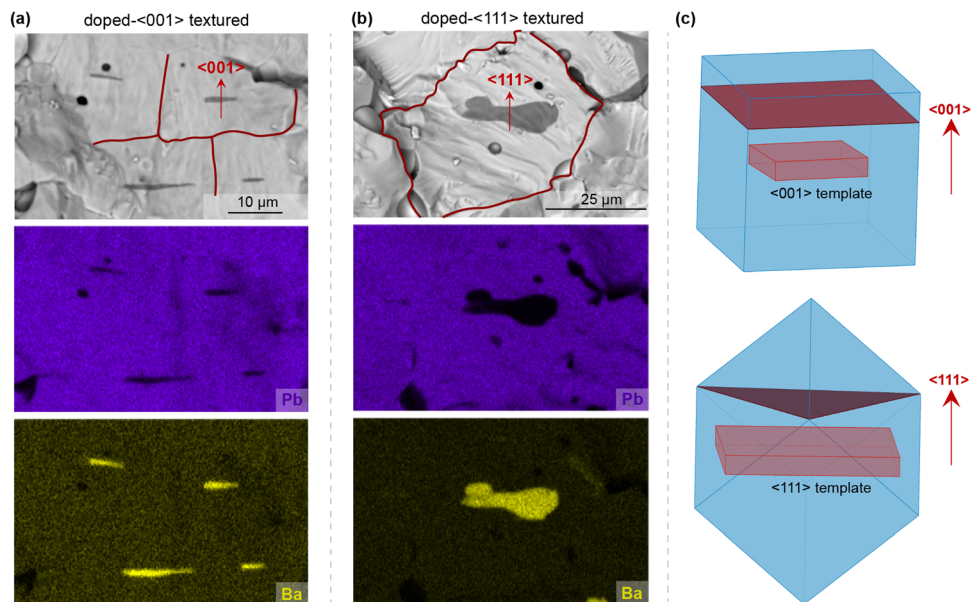 (a)
doped-<001> textured
<001>
10 µm
Pb
Ba
(b)
doped-<111> textured
<111>
25 µm
Pb
Ba
(c)
<001>
<001> template
<111>
<111> template